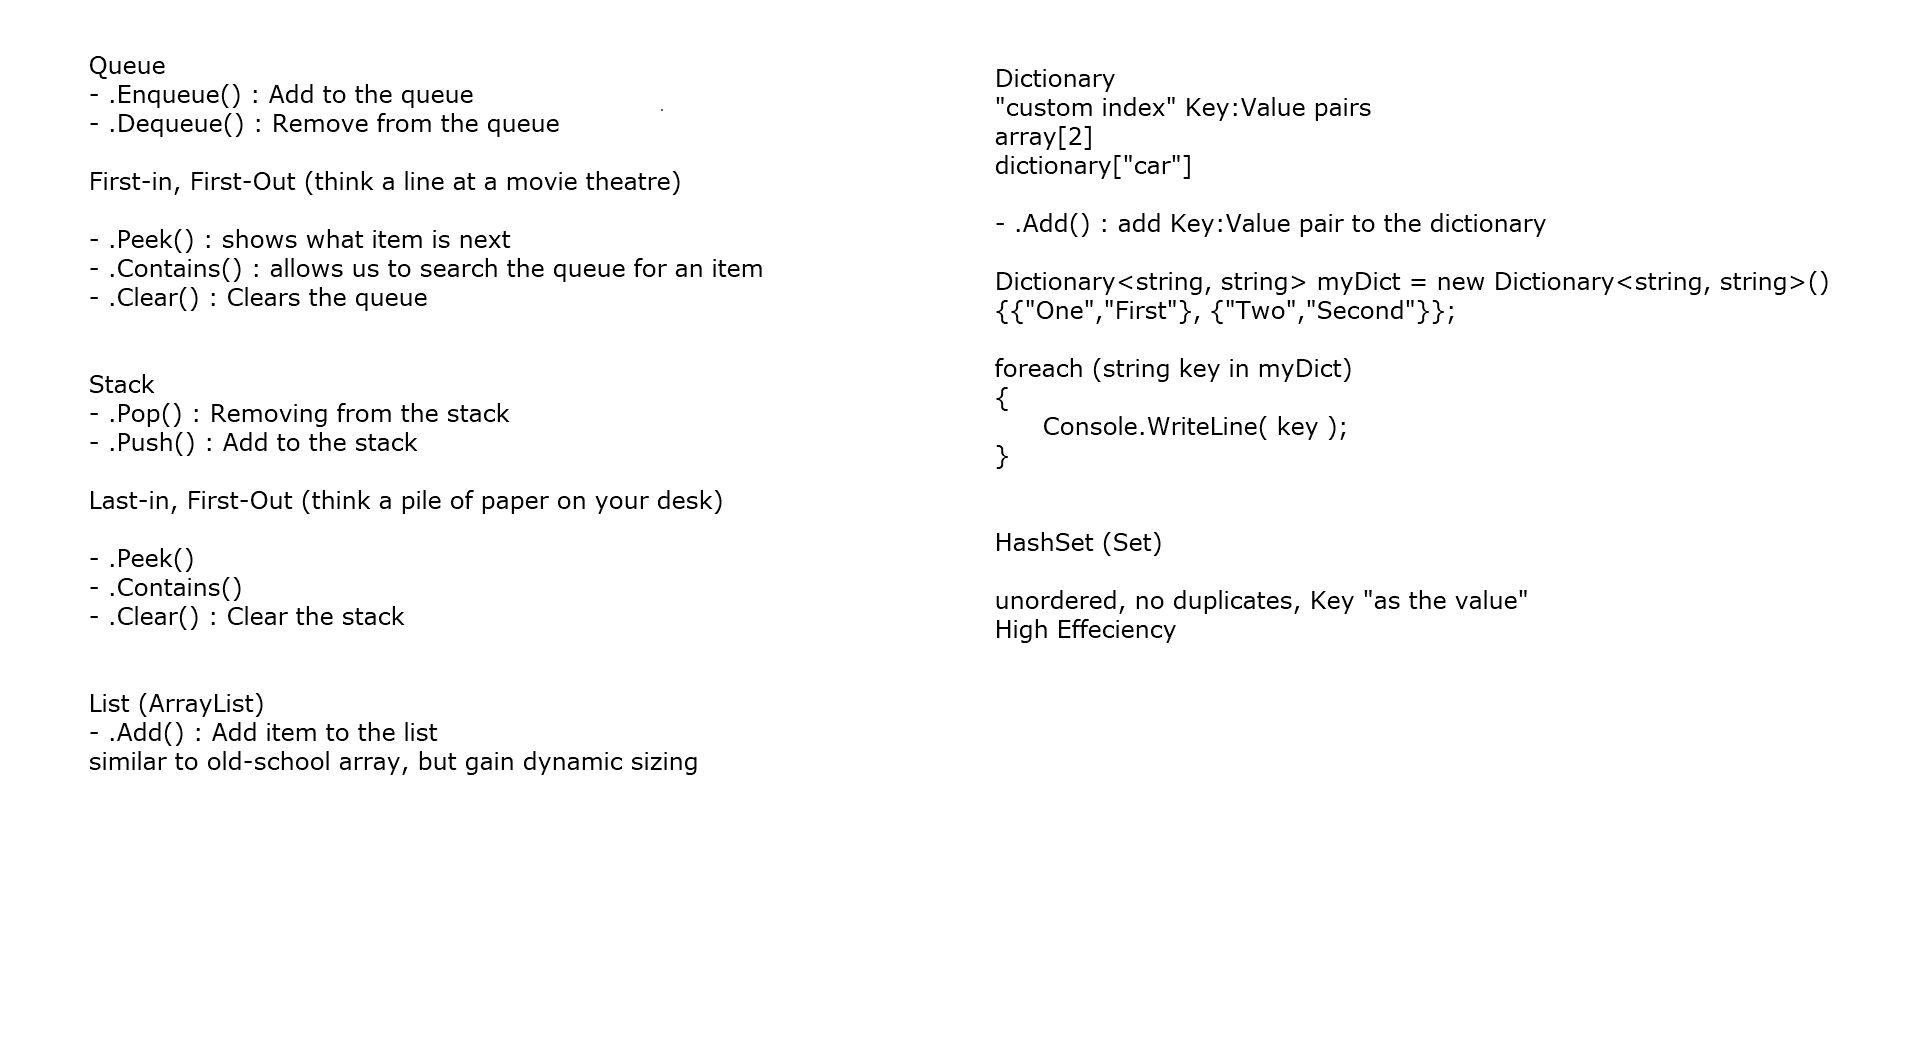 Queue
- .Enqueue() : Add to the queue
- .Dequeue() : Remove from the queue
First-in, First-Out (think a line at a movie theatre)
- .Peek() : shows what item is next
- .Contains() : allows us to search the queue for an item
- .Clear() : Clears the queue
Stack
- .Pop() : Removing from the stack
- .Push() : Add to the stack
Last-in, First-Out (think a pile of paper on your desk)
- .Peek()
- .Contains()
- .Clear() : Clear the stack
List (ArrayList)
- .Add() : Add item to the list
similar to old-school array, but gain dynamic sizing
Dictionary
"custom index" Key:Value pairs
array[2]
dictionary["car"]
- .Add() : add Key:Value pair to the dictionary
Dictionary<string, string> myDict = new Dictionary<string, string>()
{{"One","First"}, {"Two","Second"}};
foreach (string key in myDict)
{
Console.WriteLine( key );
}
HashSet (Set)
unordered, no duplicates, Key "as the value"
High Effeciency